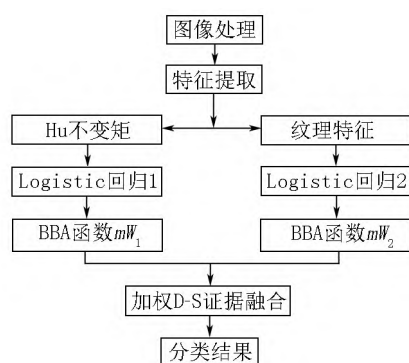 图像处理
特征提取
Hu不变矩
纹理特征
Logistic回归1
Logistic回归2
BBA函数mW₁
BBA函数mW₂
加权D-S证据融合
分类结果